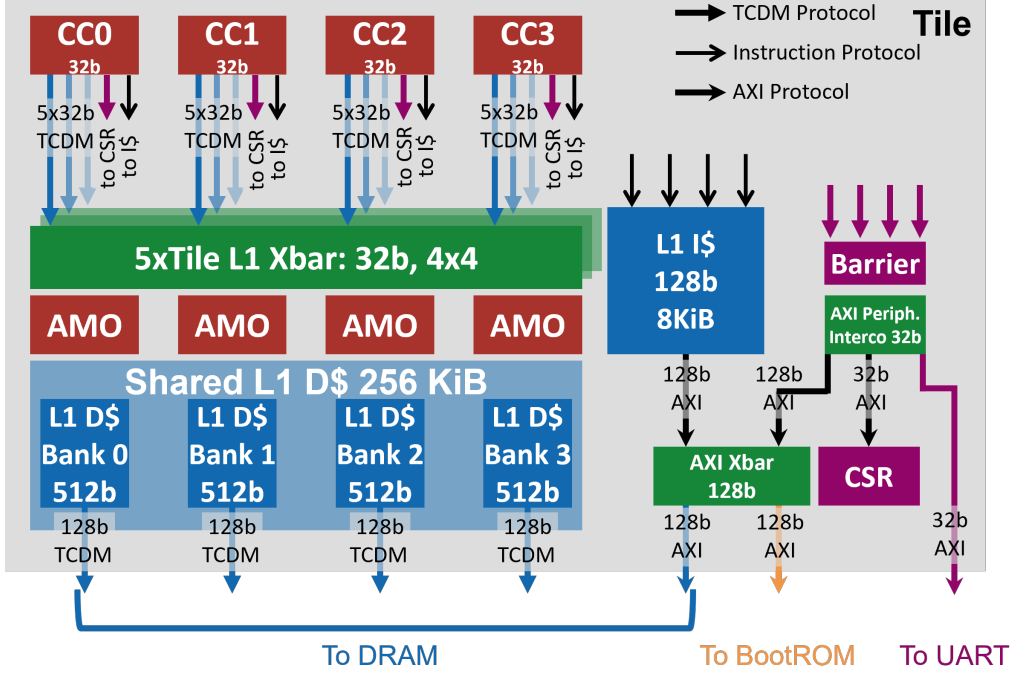 TCDM Protocol
Instruction Protocol
AXI Protocol
Tile
CC0
32b
CC1
32b
CC2
32b
CC3
32b
5x32b
TCDM
to CSR
to I$
5x32b
TCDM
to CSR
to I$
5x32b
TCDM
to CSR
to I$
5x32b
TCDM
to CSR
to I$
5xTile L1 Xbar: 32b, 4x4
AMO
AMO
AMO
AMO
Shared L1 D$ 256 KiB
L1 D$
Bank 0
512b
L1 D$
Bank 1
512b
L1 D$
Bank 2
512b
L1 D$
Bank 3
512b
128b
TCDM
128b
TCDM
128b
TCDM
128b
TCDM
L1 I$
128b
8KiB
Barrier
AXI Periph.
Interco 32b
128b
AXI
128b
AXI
32b
AXI
AXI Xbar
128b
CSR
128b
AXI
128b
AXI
32b
AXI
To DRAM
To BootROM
To UART